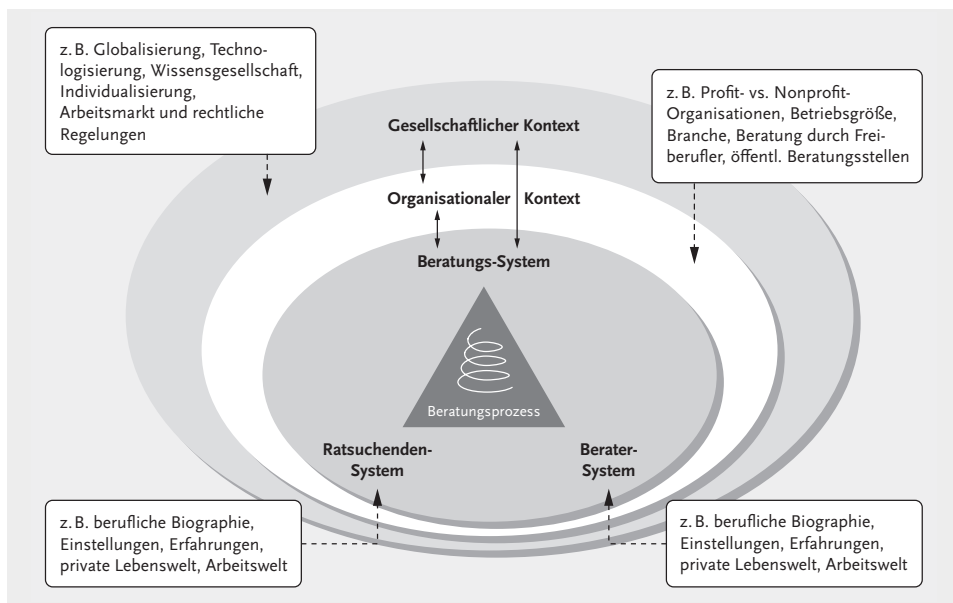 z. B. Globalisierung, Techno-
logisierung, Wissensgesellschaft,
Individualisierung,
Arbeitsmarkt und rechtliche
Regelungen
z. B. Profit- vs. Nonprofit-
Organisationen, Betriebsgröße,
Branche, Beratung durch Frei-
berufler, öffentl. Beratungsstellen
Gesellschaftlicher Kontext
Organisationaler Kontext
Beratungs-System
Beratungsprozess
Ratsuchenden-
System
Berater-
System
z. B. berufliche Biographie,
Einstellungen, Erfahrungen,
private Lebenswelt, Arbeitswelt
z. B. berufliche Biographie,
Einstellungen, Erfahrungen,
private Lebenswelt, Arbeitswelt